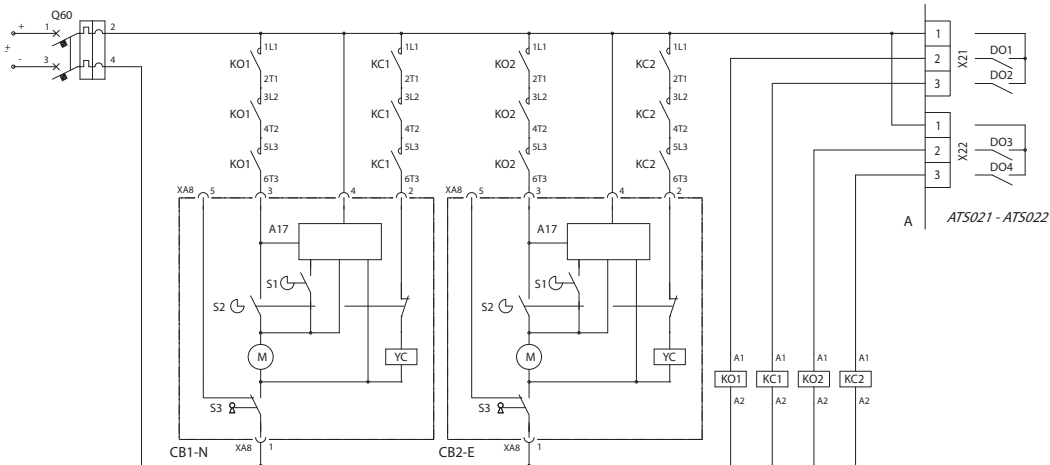 Q60
+ 1 2
+
-
- 3 4
1L1 1L1 1L1 1L1
KO1 KC1 KO2 KC2
2T1 2T1 2T1 2T1
3L2 3L2 3L2 3L2
KO1 KC1 KO2 KC2
4T2 4T2 4T2 4T2
5L3 5L3 5L3 5L3
KO1 KC1 KO2 KC2
6T3 6T3 6T3 6T3
XA8 5 3 4 2 XA8 5 3 4 2
1
2 X21 DO1
3 DO2
1
2 X22 DO3
3 DO4
A ATS021 - ATS022
A17 A17
S1 S1
S2 S2
M YC M YC
S3 S3
A1 A1 A1 A1
KO1 KC1 KO2 KC2
A2 A2 A2 A2
CB1-N XA8 1 CB2-E XA8 1